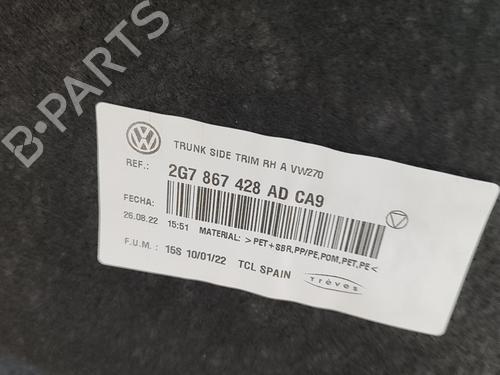 TRUNK SIDE TRIM RH A VW270
REF.: 2G7 867 428 AD CA9
FECHA:
26.08.22 15:51 MATERIAL: >PET+SBR,PP/PE,POM,PET,PE<
F.U.M.: 15S 10/01/22 TCL SPAIN Trèves
B-PARTS